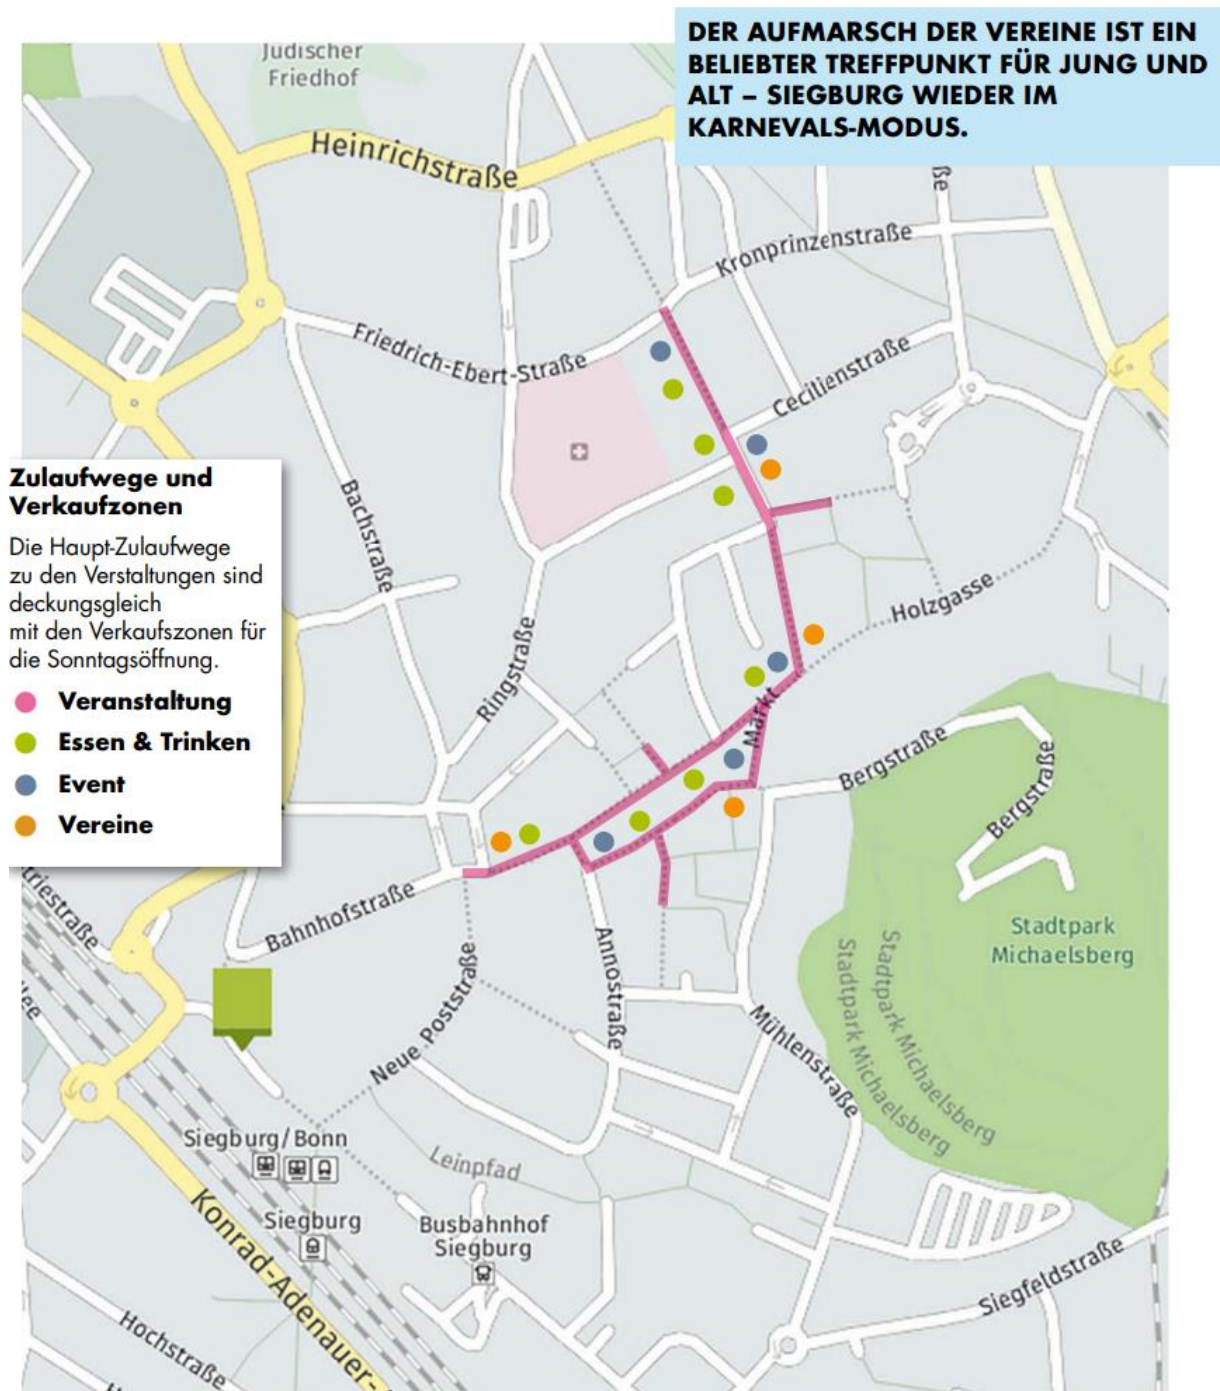 DER AUFMARSCH DER VEREINE IST EIN
BELIEBTER TREFFPUNKT FÜR JUNG UND
ALT – SIEGBURG WIEDER IM
KARNEVALS-MODUS.
Jüdischer
Friedhof
Heinrichstraße
ße
Kronprinzenstraße
Friedrich-Ebert-Straße
Cecilienstraße
Zulaufwege und
Verkaufzonen
Die Haupt-Zulaufwege
zu den Verstaltungen sind
deckungsgleich
mit den Verkaufszonen für
die Sonntagsöffnung.
Veranstaltung
Essen & Trinken
Event
Vereine
Bachstraße
Holzgasse
Ringstraße
Markt
Bergstraße
Bergstraße
triestraße
Bahnhofstraße
Stadtpark
Michaelsberg
Stadtpark Michaelsberg
Stadtpark Michaelsberg
llee
Annostraße
Neue Poststraße
Mühlenstraße
Siegburg/Bonn
Leinpfad
Siegburg
Busbahnhof
Siegburg
Konrad-Adenauer-
Siegfeldstraße
Hochstraße